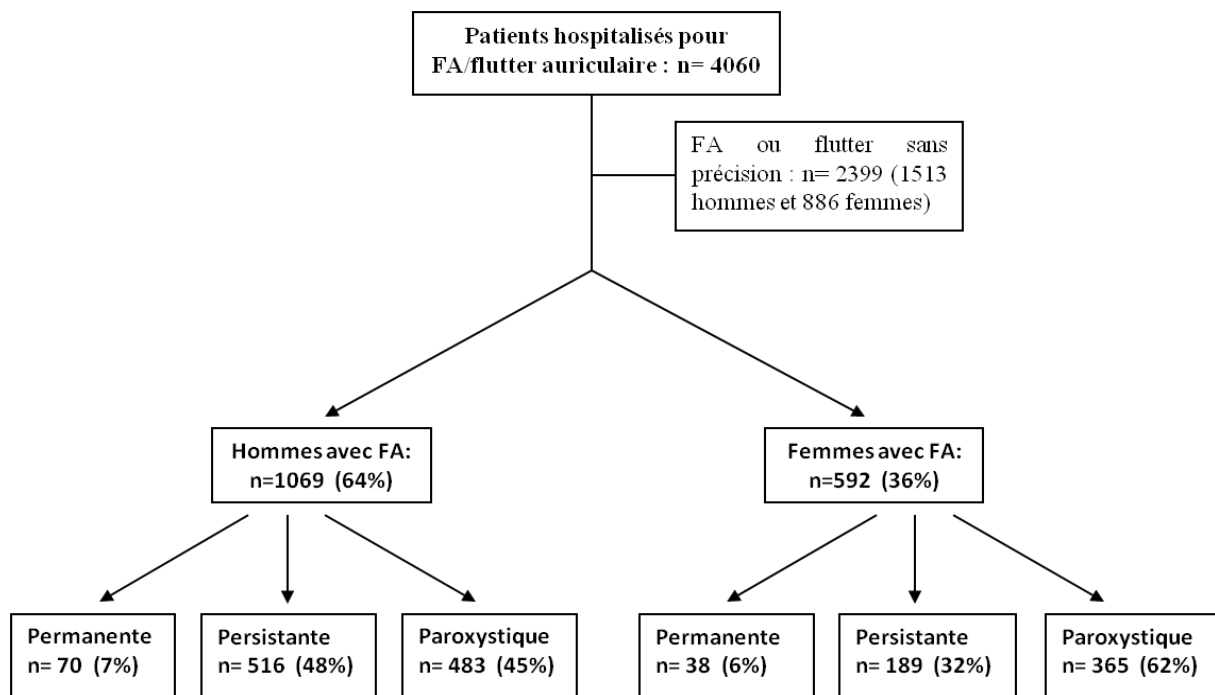 Patients hospitalisés pour
FA/flutter auriculaire : n= 4060
FA ou flutter sans
précision : n= 2399 (1513
hommes et 886 femmes)
Hommes avec FA:
n=1069 (64%)
Femmes avec FA:
n=592 (36%)
Permanente
n= 70 (7%)
Persistante
n= 516 (48%)
Paroxystique
n= 483 (45%)
Permanente
n= 38 (6%)
Persistante
n= 189 (32%)
Paroxystique
n= 365 (62%)